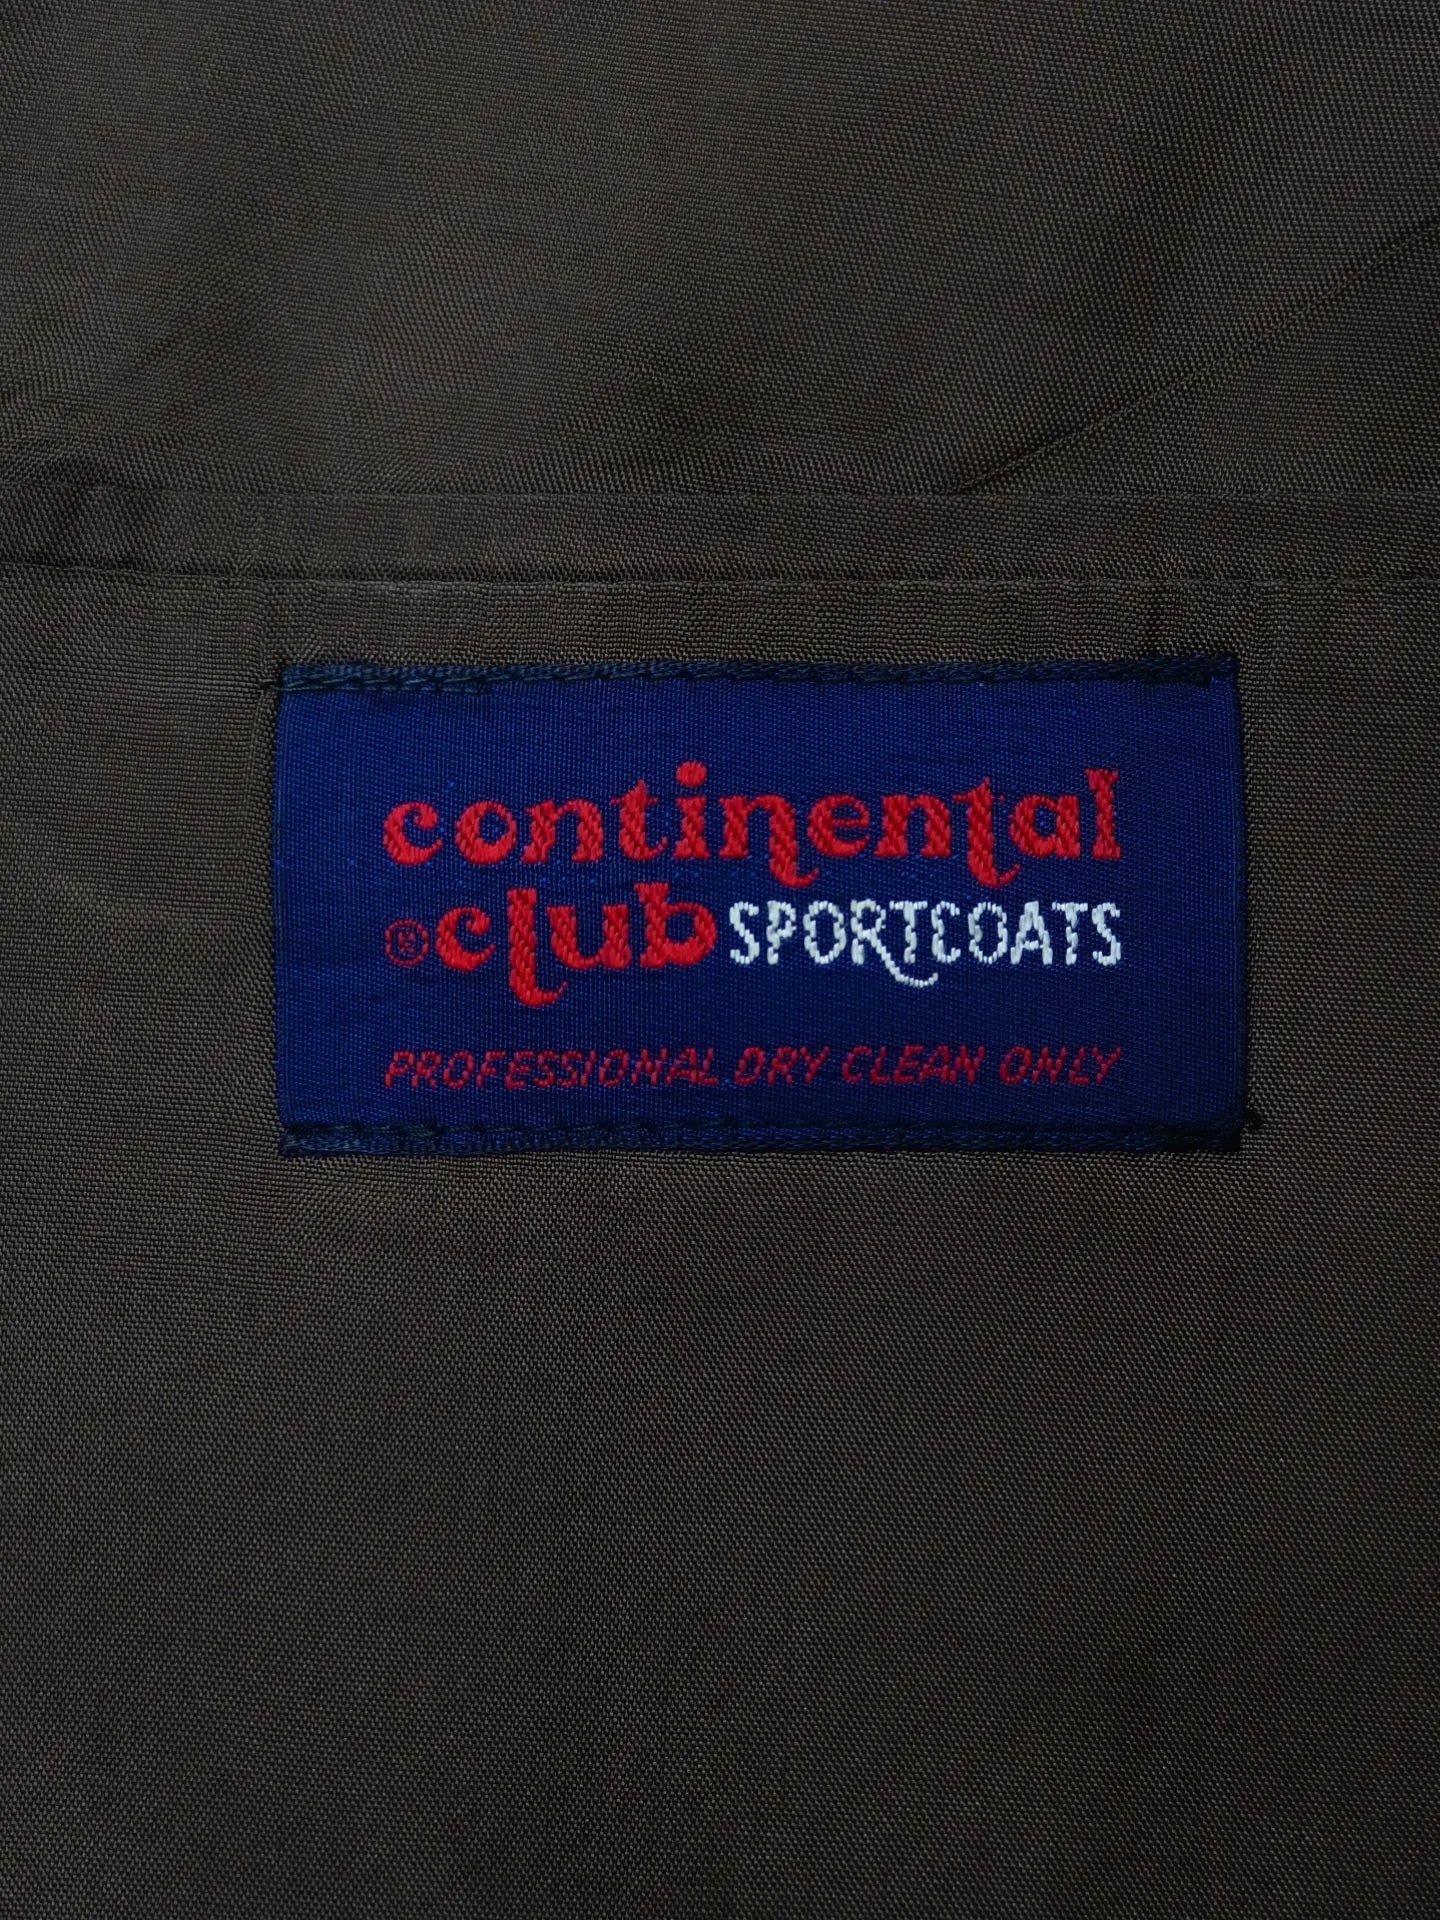 continental
®club SPORTCOATS
PROFESSIONAL DRY CLEAN ONLY